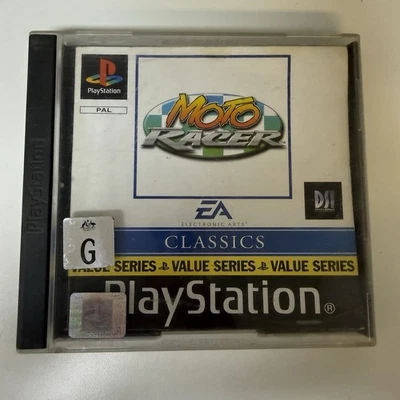 PlayStation
PAL
MOTO
RACER
EA
ELECTRONIC ARTS
DSI
CLASSICS
G
VALUE SERIES VALUE SERIES VALUE SERIES
PlayStation®
PlayStation